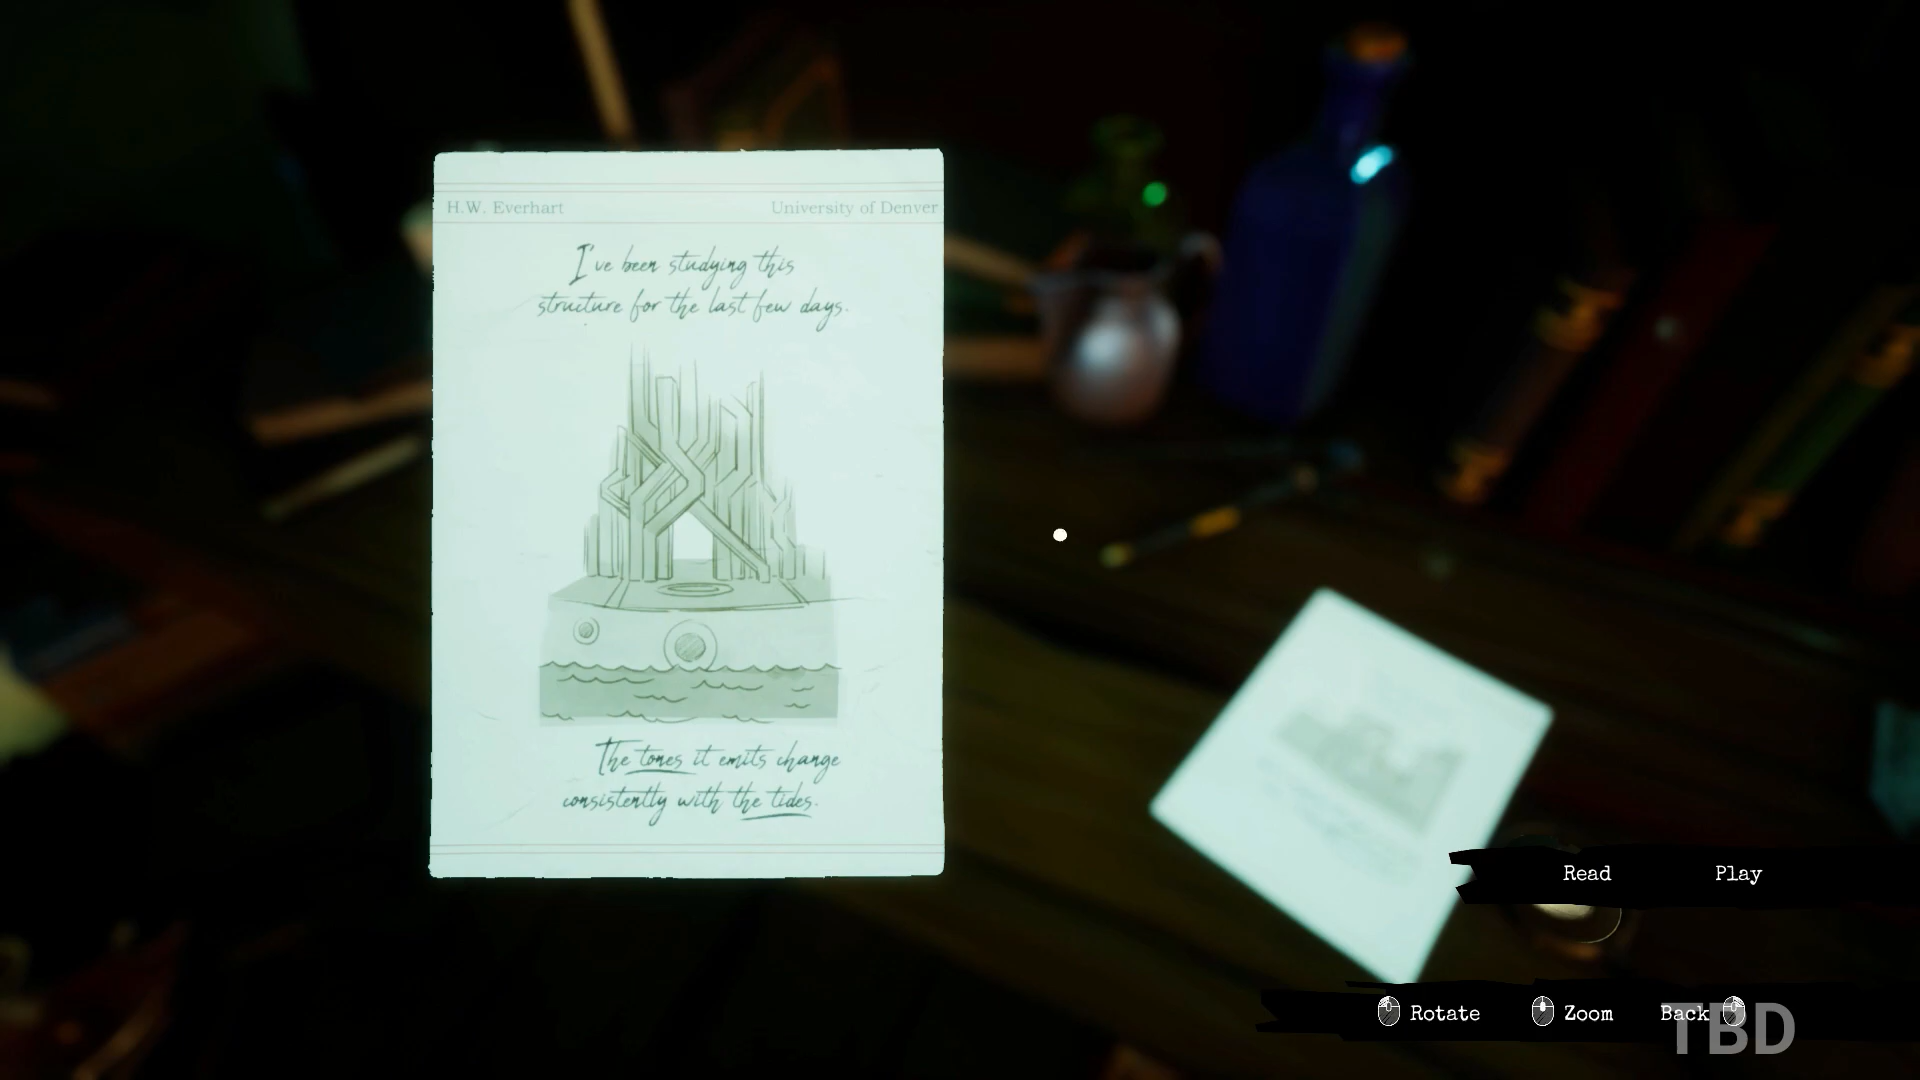 H.W. Everhart
University of Denver
I've been studying this
structure for the last few days.
The tones it emits change
consistently with the tides.
Read
Play
Rotate
Zoom
Back
TBD